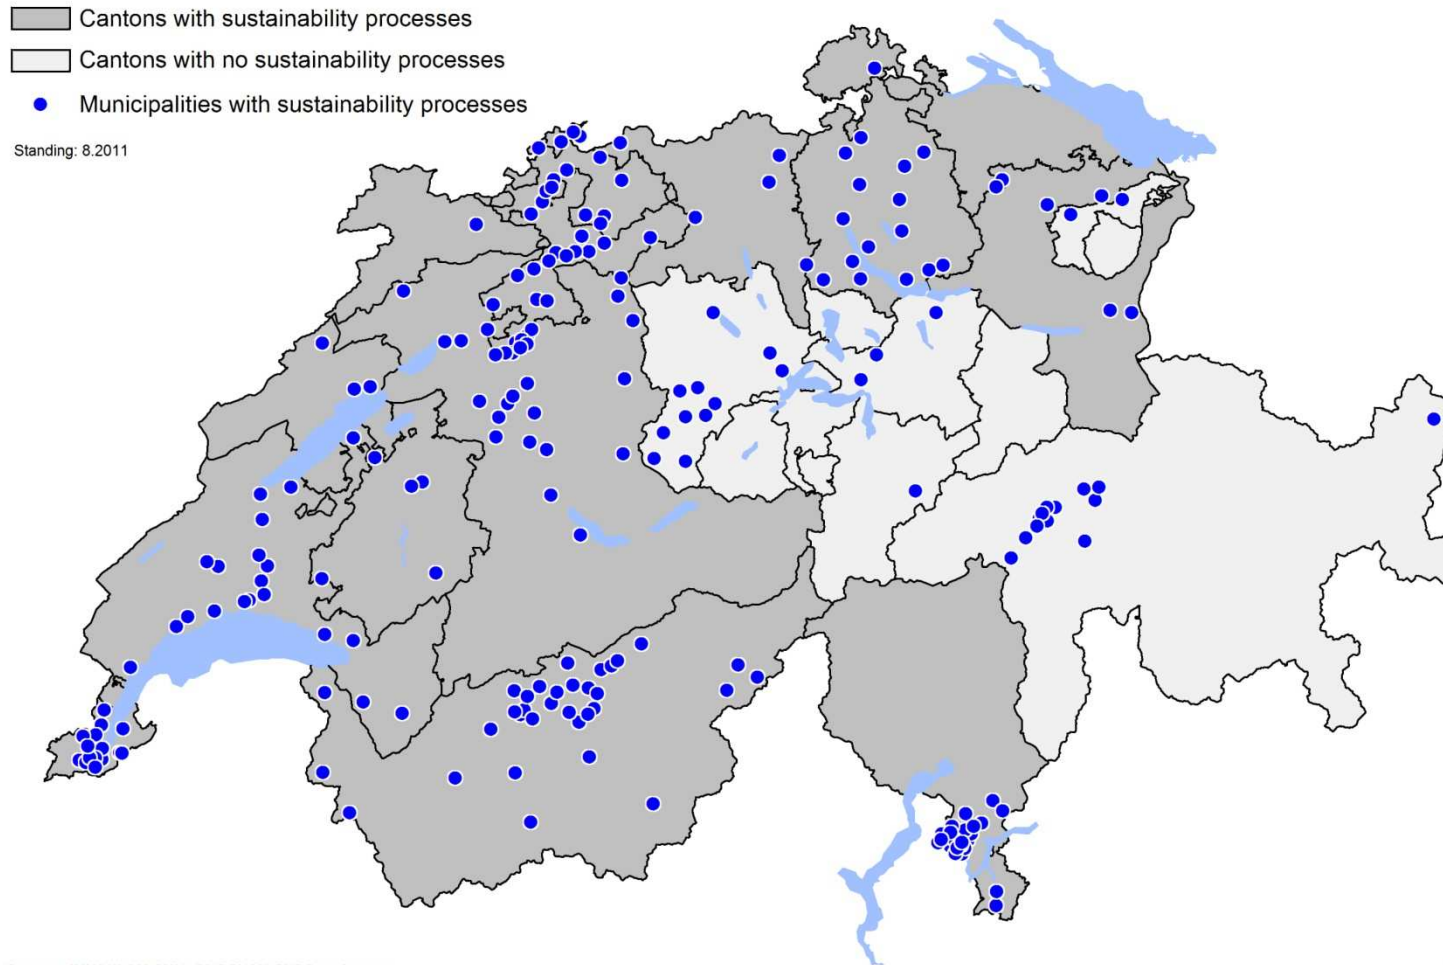 Cantons with sustainability processes
Cantons with no sustainability processes
Municipalities with sustainability processes
Standing: 8.2011